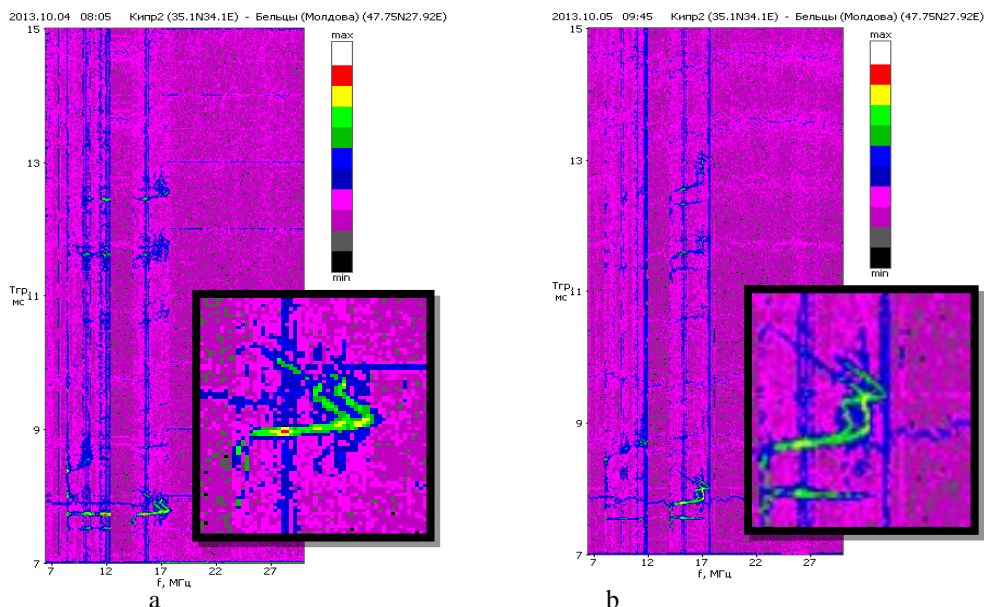 2013.10.04 08:05 Кипр2 (35.1N34.1E) - Бельцы (Молдова) (47.75N27.92E)
15
13
Тгр
мс
11
9
7
7 12 17 22 27
f, МГц
max
min
a
2013.10.05 09:45 Кипр2 (35.1N34.1E) - Бельцы (Молдова) (47.75N27.92E)
15
13
Тгр
мс
11
9
7
7 12 17 22 27
f, МГц
max
min
b